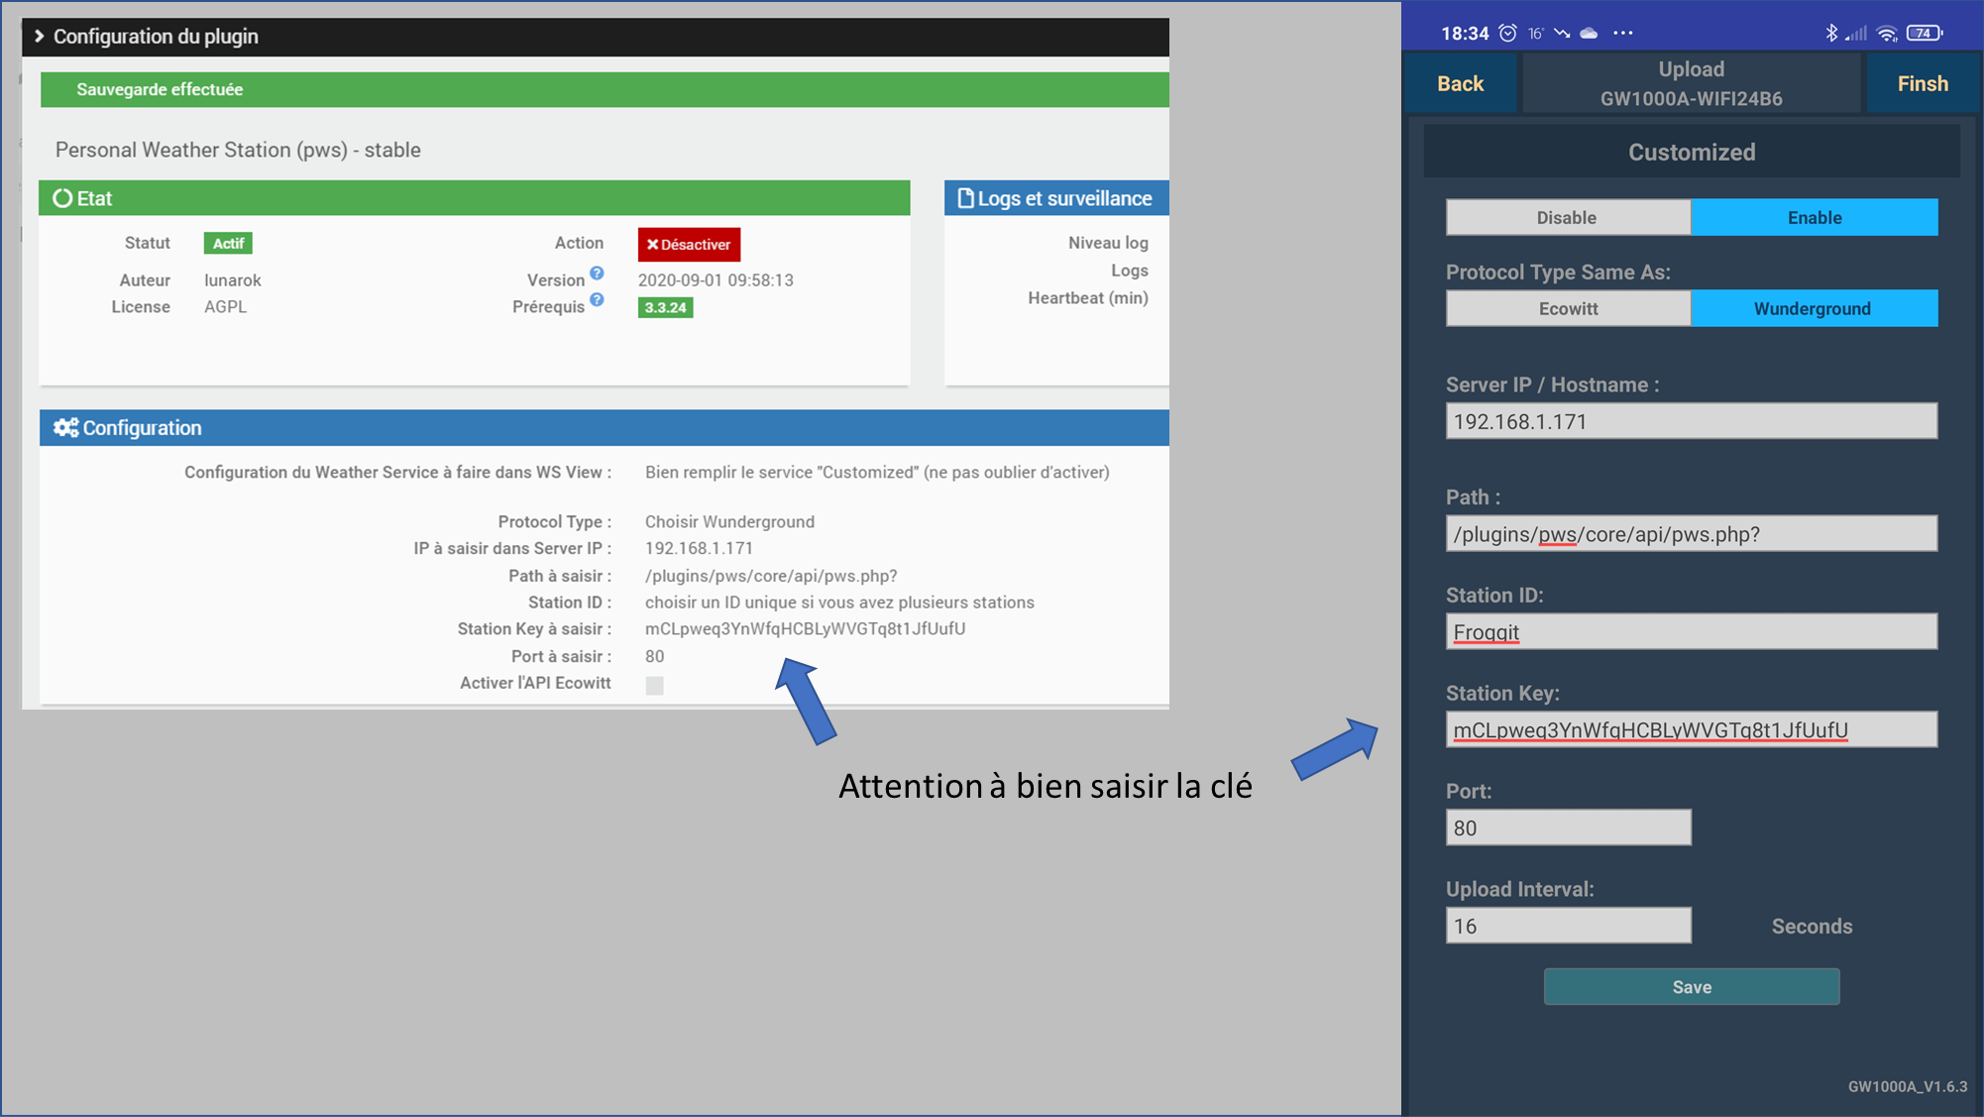 Configuration du plugin
Sauvegarde effectuée
Personal Weather Station (pws) - stable
Etat
Statut Actif Action Désactiver
Auteur lunarok Version 2020-09-01 09:58:13
License AGPL Prérequis 3.3.24
Logs et surveillance
Niveau log
Logs
Heartbeat (min)
Configuration
Configuration du Weather Service à faire dans WS View : Bien remplir le service "Customized" (ne pas oublier d'activer)
Protocol Type : Choisir Wunderground
IP à saisir dans Server IP : 192.168.1.171
Path à saisir : /plugins/pws/core/api/pws.php?
Station ID : choisir un ID unique si vous avez plusieurs stations
Station Key à saisir : mCLpweq3YnWfqHCBLyWVGTq8t1JfUufU
Port à saisir : 80
Activer l'API Ecowitt
Attention à bien saisir la clé
18:34 16° 74
Back Upload Finsh
GW1000A-WIFI24B6
Customized
Disable Enable
Protocol Type Same As:
Ecowitt Wunderground
Server IP / Hostname :
192.168.1.171
Path :
/plugins/pws/core/api/pws.php?
Station ID:
Froggit
Station Key:
mCLpweq3YnWfqHCBLyWVGTq8t1JfUufU
Port:
80
Upload Interval:
16 Seconds
Save
GW1000A_V1.6.3